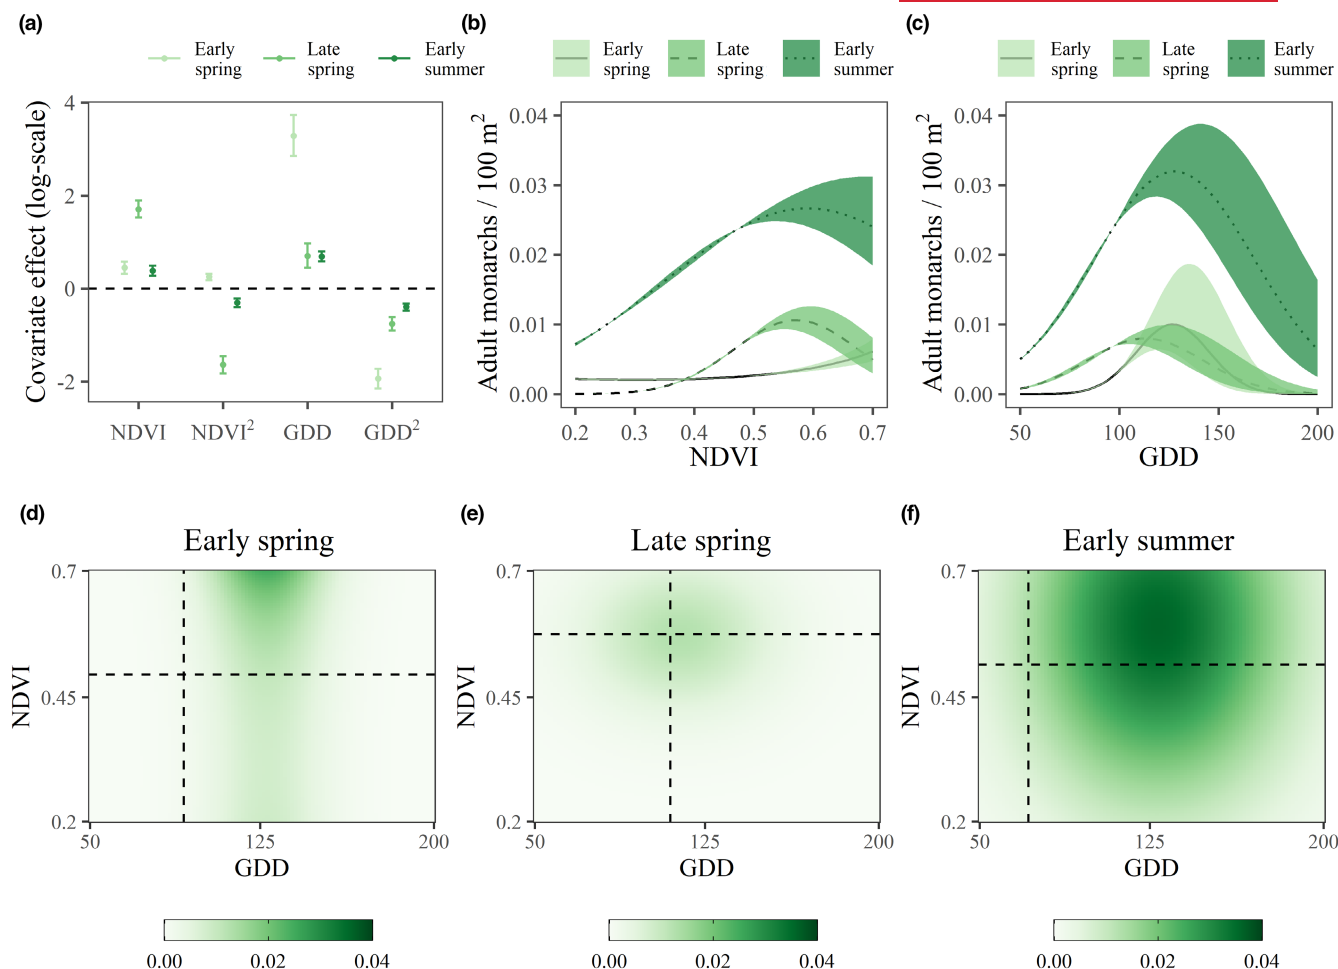 (a)
Early spring
Late spring
Early summer
Covariate effect (log-scale)
4
2
0
-2
NDVI
NDVI²
GDD
GDD²
(b)
Early spring
Late spring
Early summer
Adult monarchs / 100 m²
0.04
0.03
0.02
0.01
0.00
0.2 0.3 0.4 0.5 0.6 0.7
NDVI
(c)
Early spring
Late spring
Early summer
Adult monarchs / 100 m²
0.04
0.03
0.02
0.01
0.00
50 100 150 200
GDD
(d)
Early spring
NDVI
0.7
0.45
0.2
50 125 200
GDD
0.00 0.02 0.04
(e)
Late spring
NDVI
0.7
0.45
0.2
50 125 200
GDD
0.00 0.02 0.04
(f)
Early summer
NDVI
0.7
0.45
0.2
50 125 200
GDD
0.00 0.02 0.04